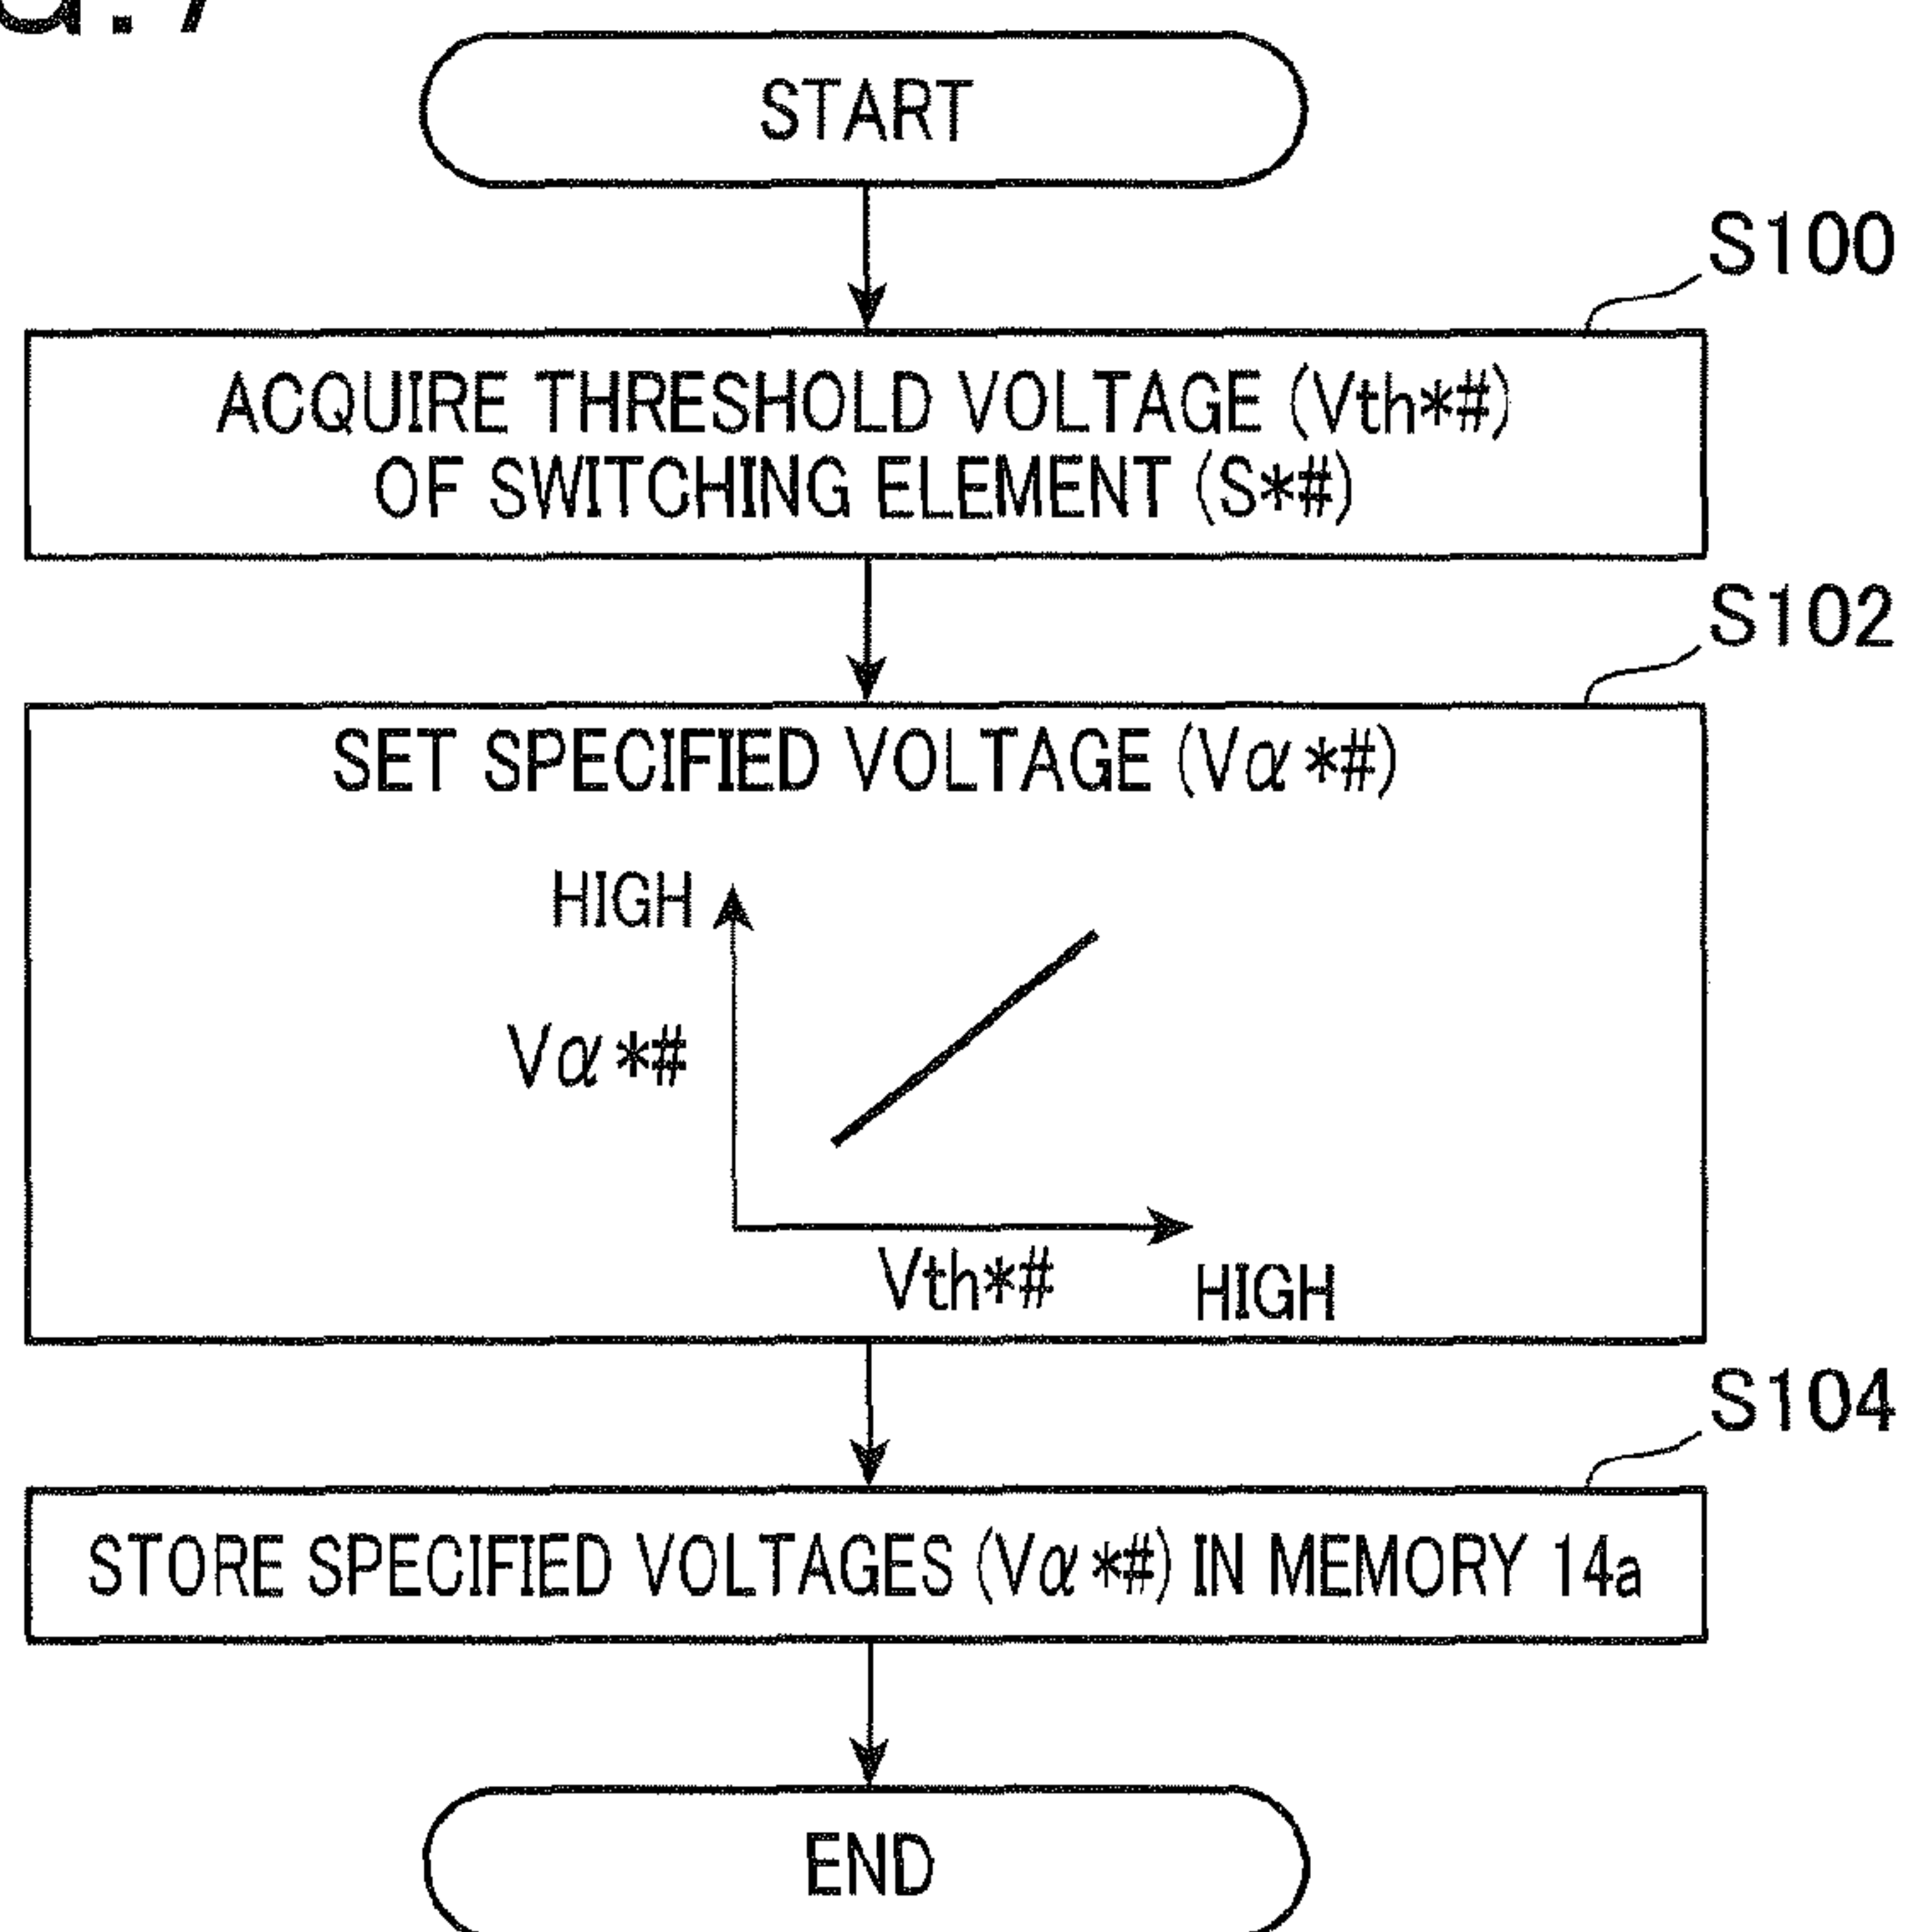 START
S100
ACQUIRE THRESHOLD VOLTAGE (Vth*#)
OF SWITCHING ELEMENT (S*#)
S102
SET SPECIFIED VOLTAGE (Vα*#)
HIGH
Vα*#
Vth*#
HIGH
S104
STORE SPECIFIED VOLTAGES (Vα*#) IN MEMORY 14a
END